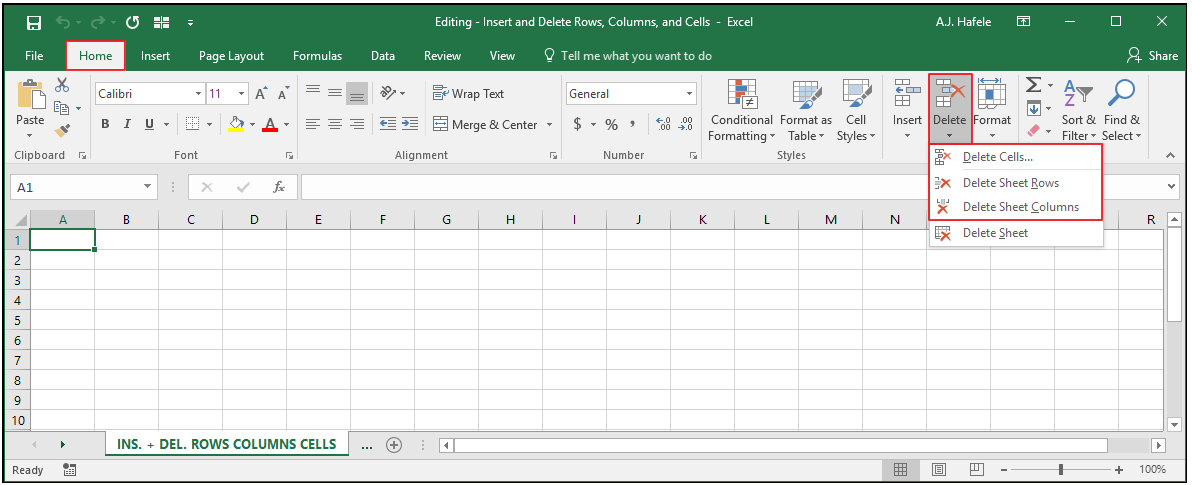 Editing - Insert and Delete Rows, Columns, and Cells - Excel
A.J. Hafele
File Home Insert Page Layout Formulas Data Review View Tell me what you want to do Share
Paste
Calibri 11 A A
B I U A
Wrap Text
Merge & Center
General
$ % , .00 .0
Conditional Formatting
Format as Table
Cell Styles
Insert
Delete
Format
Σ
Sort & Filter
Find & Select
Clipboard Font Alignment Number Styles
Delete Cells...
Delete Sheet Rows
Delete Sheet Columns
Delete Sheet
A1 fx
A B C D E F G H I J K L M N R
1
2
3
4
5
6
7
8
9
10
INS. + DEL. ROWS COLUMNS CELLS ...
Ready 100%